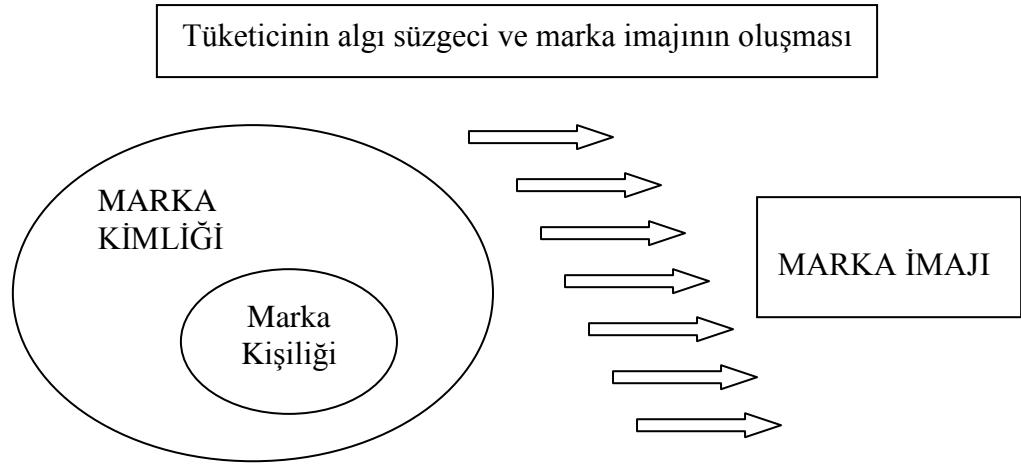 Tüketicinin algı süzgeci ve marka imajının oluşması
MARKA
KİMLİĞİ
Marka
Kişiliği
MARKA İMAJI